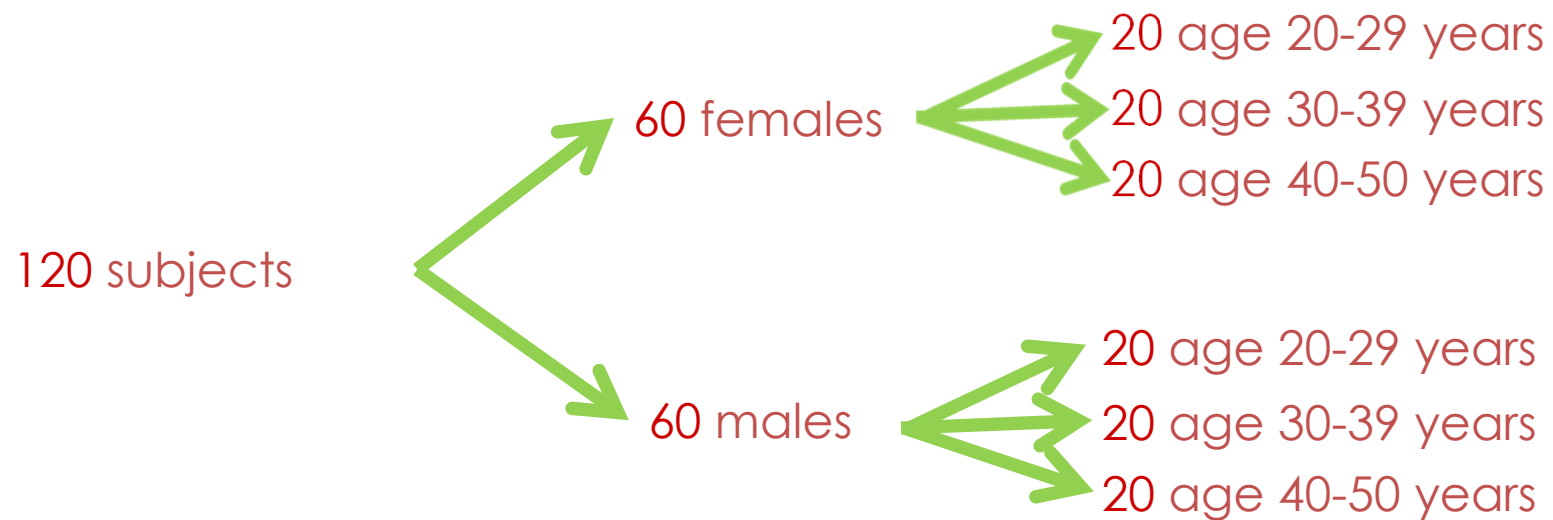 120 subjects
60 females
20 age 20-29 years
20 age 30-39 years
20 age 40-50 years
60 males
20 age 20-29 years
20 age 30-39 years
20 age 40-50 years